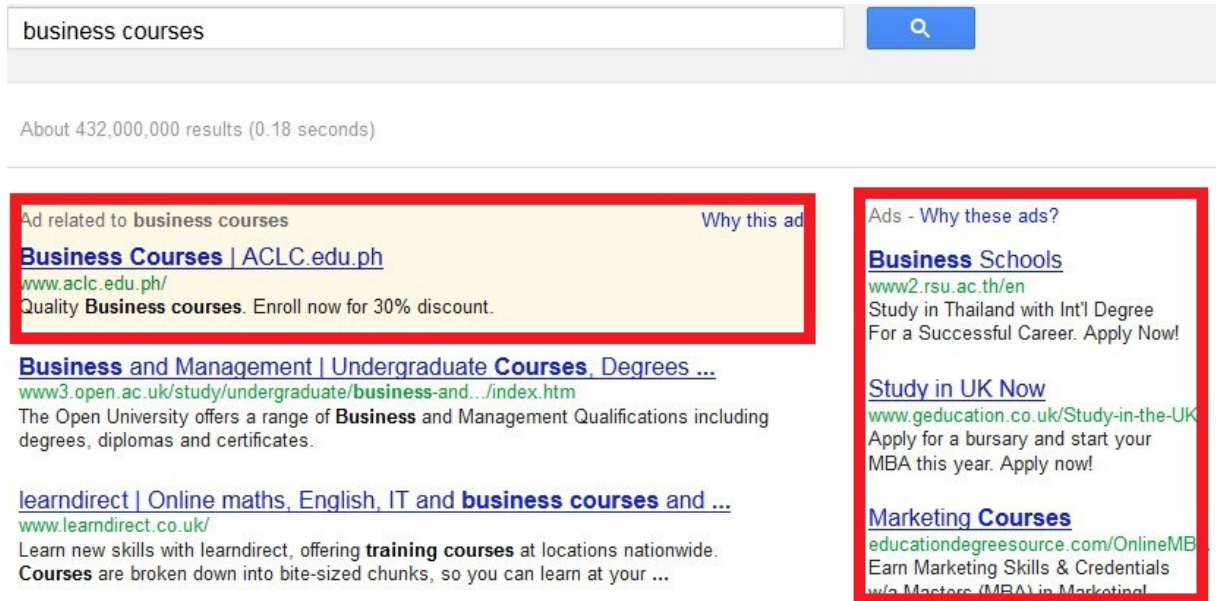 business courses
About 432,000,000 results (0.18 seconds)
Ad related to business courses
Why this ad
Business Courses | ACLC.edu.ph
www.aclc.edu.ph/
Quality Business courses. Enroll now for 30% discount.
Business and Management | Undergraduate Courses, Degrees ...
www3.open.ac.uk/study/undergraduate/business-and.../index.htm
The Open University offers a range of Business and Management Qualifications including
degrees, diplomas and certificates.
learndirect | Online maths, English, IT and business courses and ...
www.learndirect.co.uk/
Learn new skills with learndirect, offering training courses at locations nationwide.
Courses are broken down into bite-sized chunks, so you can learn at your ...
Ads - Why these ads?
Business Schools
www2.rsu.ac.th/en
Study in Thailand with Int'l Degree
For a Successful Career. Apply Now!
Study in UK Now
www.geducation.co.uk/Study-in-the-UK
Apply for a bursary and start your
MBA this year. Apply now!
Marketing Courses
educationdegreesource.com/OnlineMBA
Earn Marketing Skills & Credentials
w/a Masters (MBA) in Marketing!